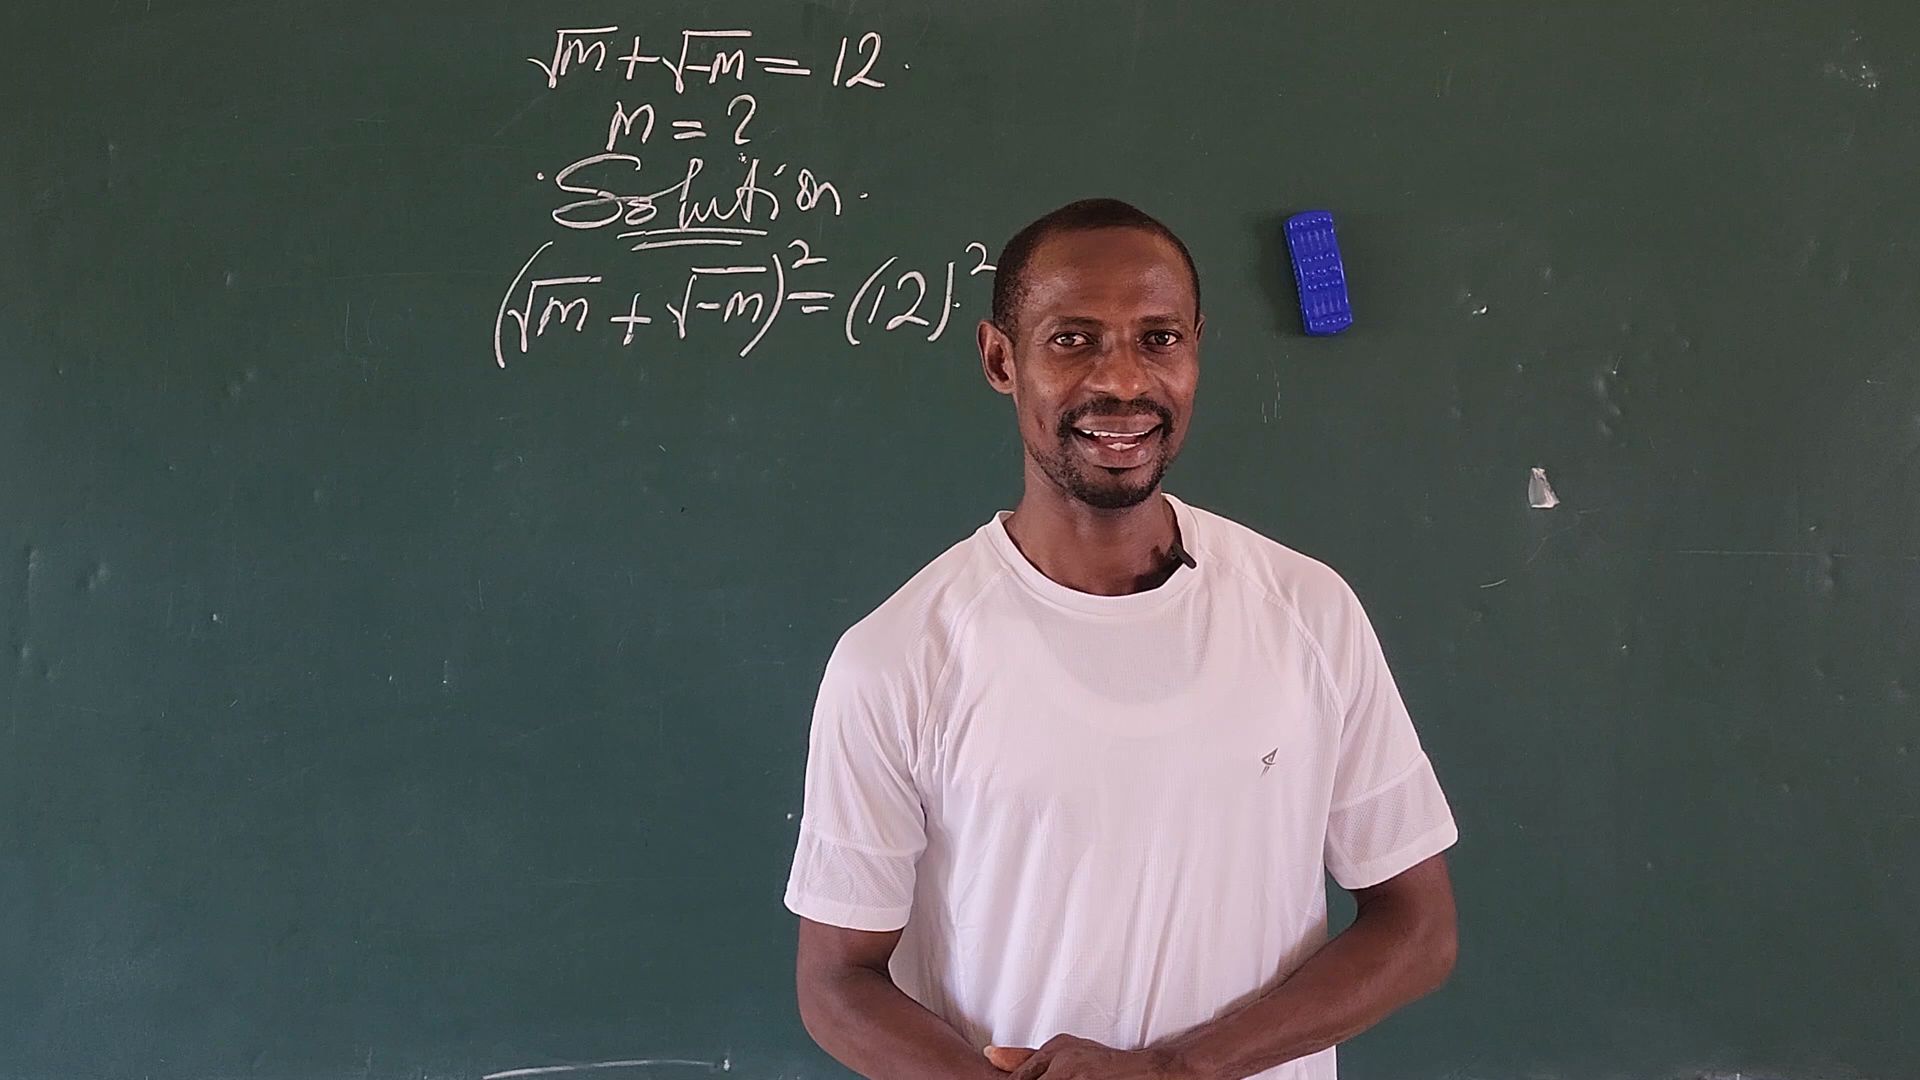 √m + √-m = 12.
m = ?
Solution.
(√m + √-m)² = (12)²